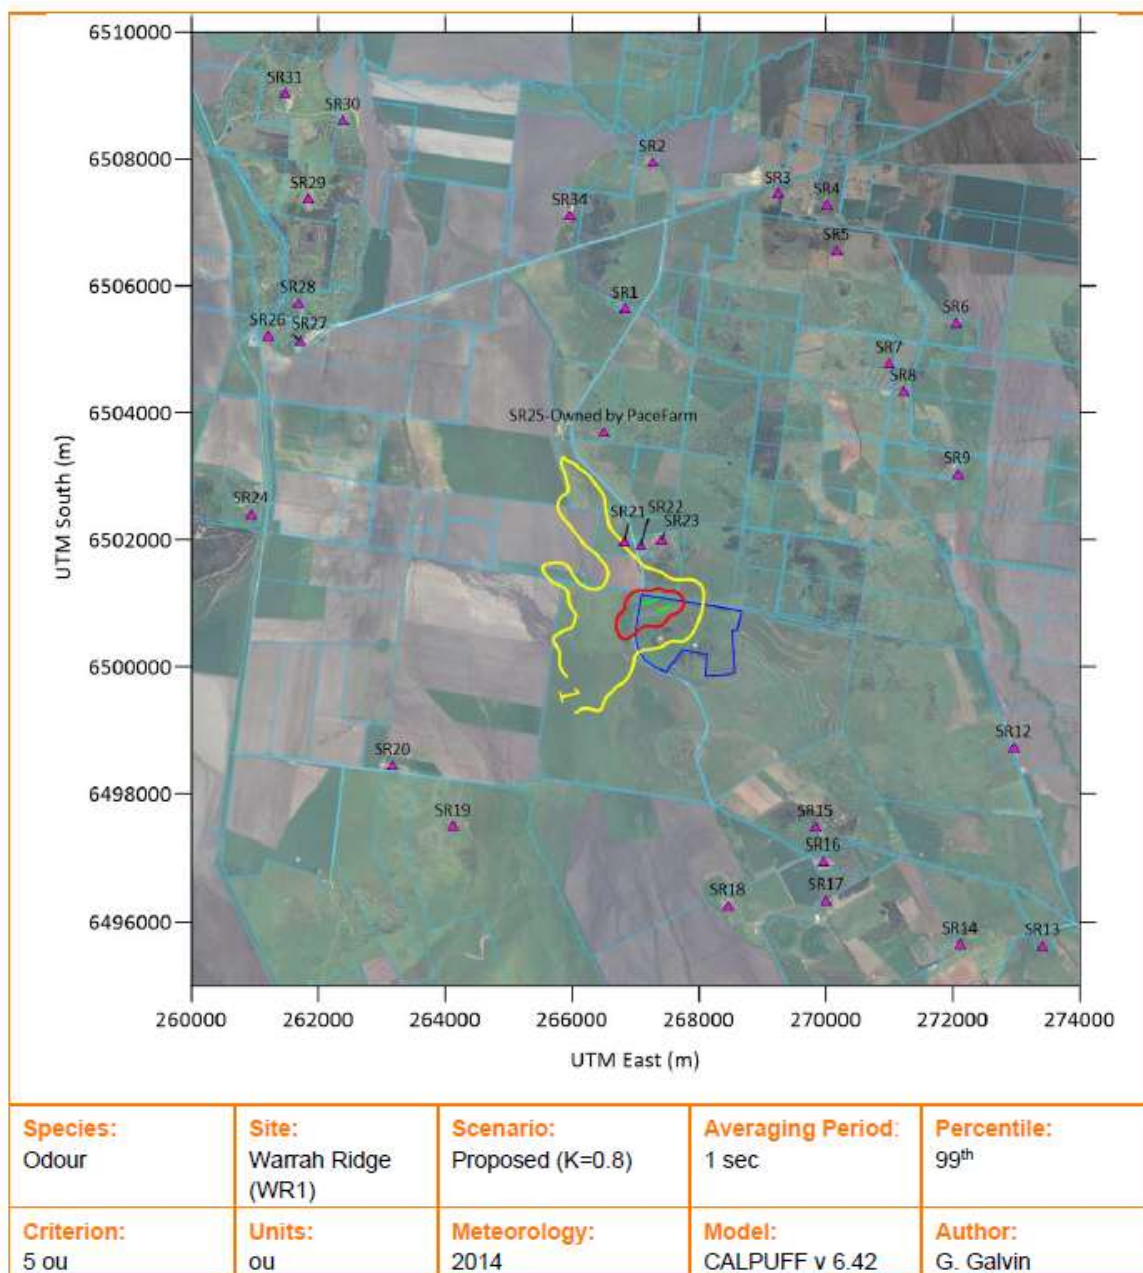 6510000
SR31
SR30
SR2
6508000
SR29
SR3
SR4
SR34
SR5
6506000
SR28
SR1
SR26
SR27
SR6
SR7
SR8
6504000
SR25-Owned by PaceFarm
SR9
SR24
SR21
SR22
SR23
6502000
UTM South (m)
6500000
1
SR12
SR20
6498000
SR19
SR15
SR16
SR18
SR17
6496000
SR14
SR13
260000 262000 264000 266000 268000 270000 272000 274000
UTM East (m)
Species: Site: Scenario: Averaging Period: Percentile:
Odour Warrah Ridge Proposed (K=0.8) 1 sec 99th
(WR1)
Criterion: Units: Meteorology: Model: Author:
5 ou ou 2014 CALPUFF v 6.42 G. Galvin